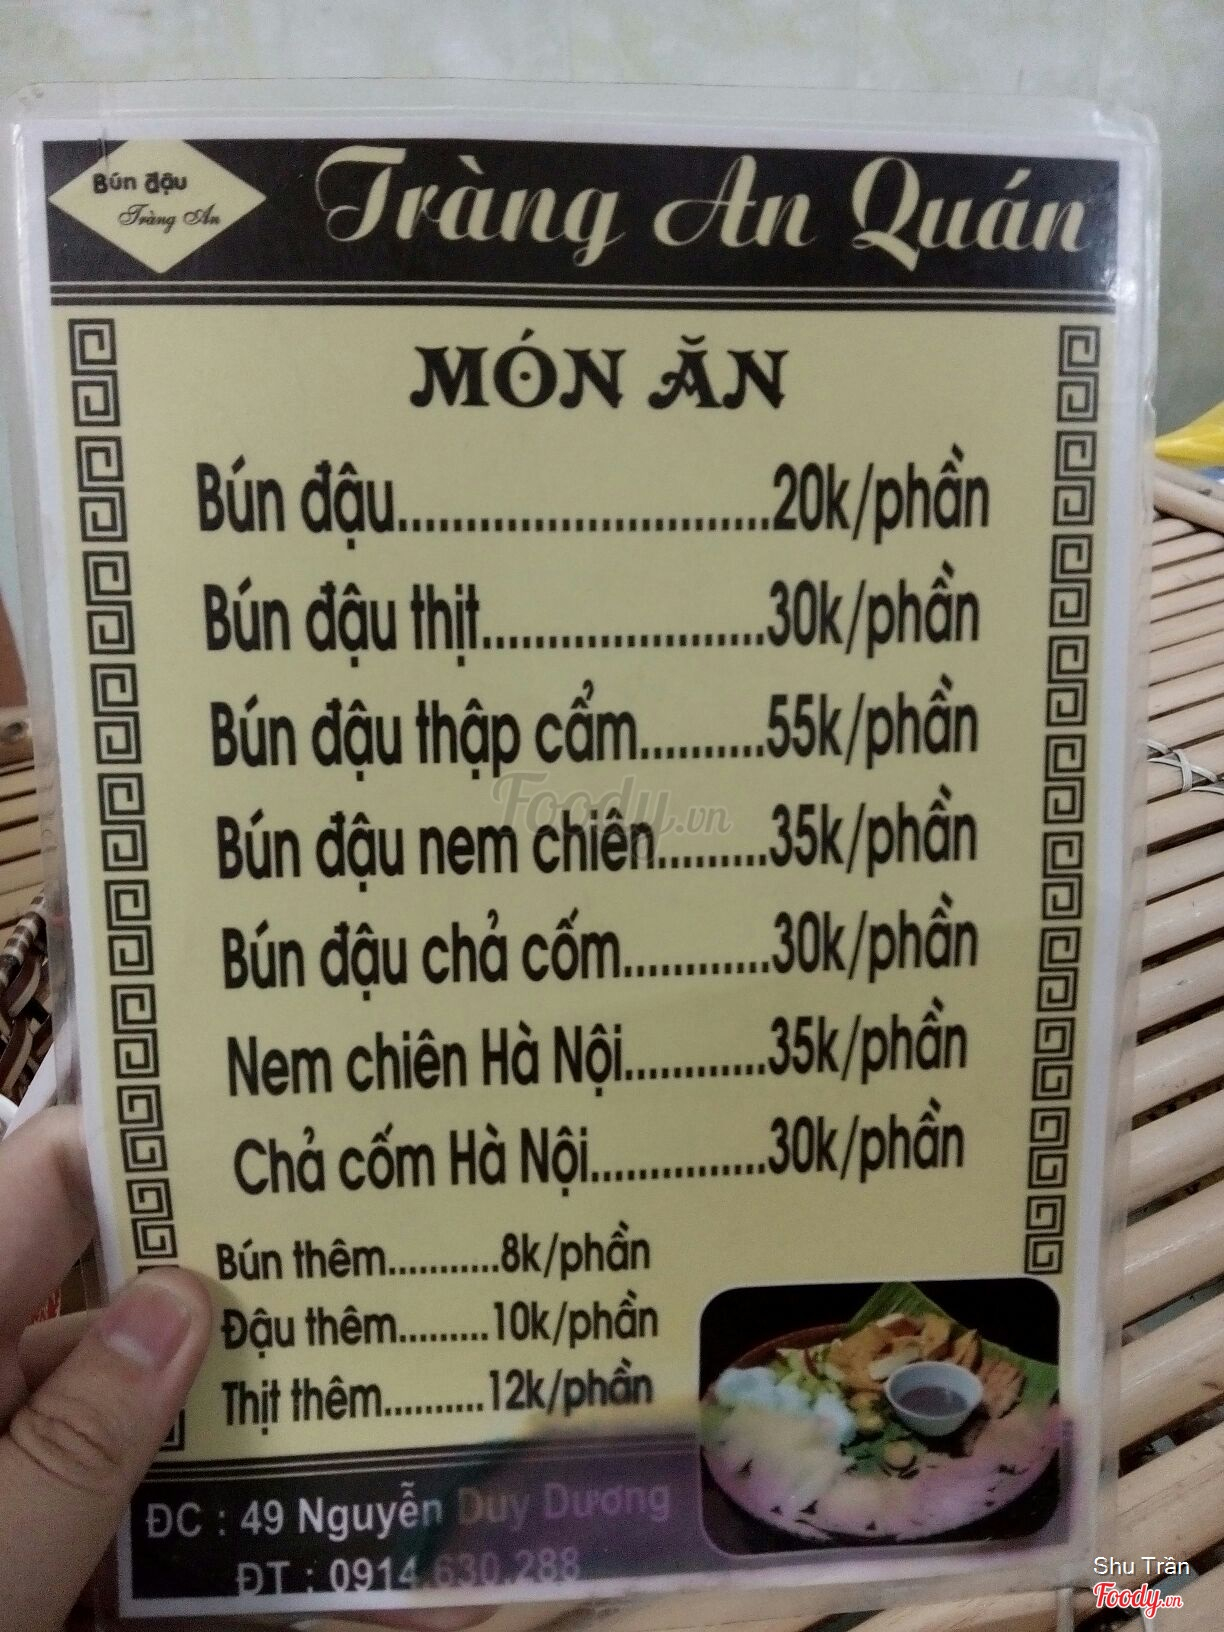 Bún đậu
Tràng An
Tràng An Quán
MÓN ĂN
Bún đậu............................20k/phần
Bún đậu thịt......................30k/phần
Bún đậu thập cẩm..........55k/phần
Bún đậu nem chiên.........35k/phần
Bún đậu chả cốm............30k/phần
Nem chiên Hà Nội............35k/phần
Chả cốm Hà Nội................30k/phần
Bún thêm...........8k/phần
Đậu thêm.........10k/phần
Thịt thêm..........12k/phần
ĐC : 49 Nguyễn Duy Dương
ĐT : 0914.630.288
Foody.vn
Shu Trần
Foody.vn